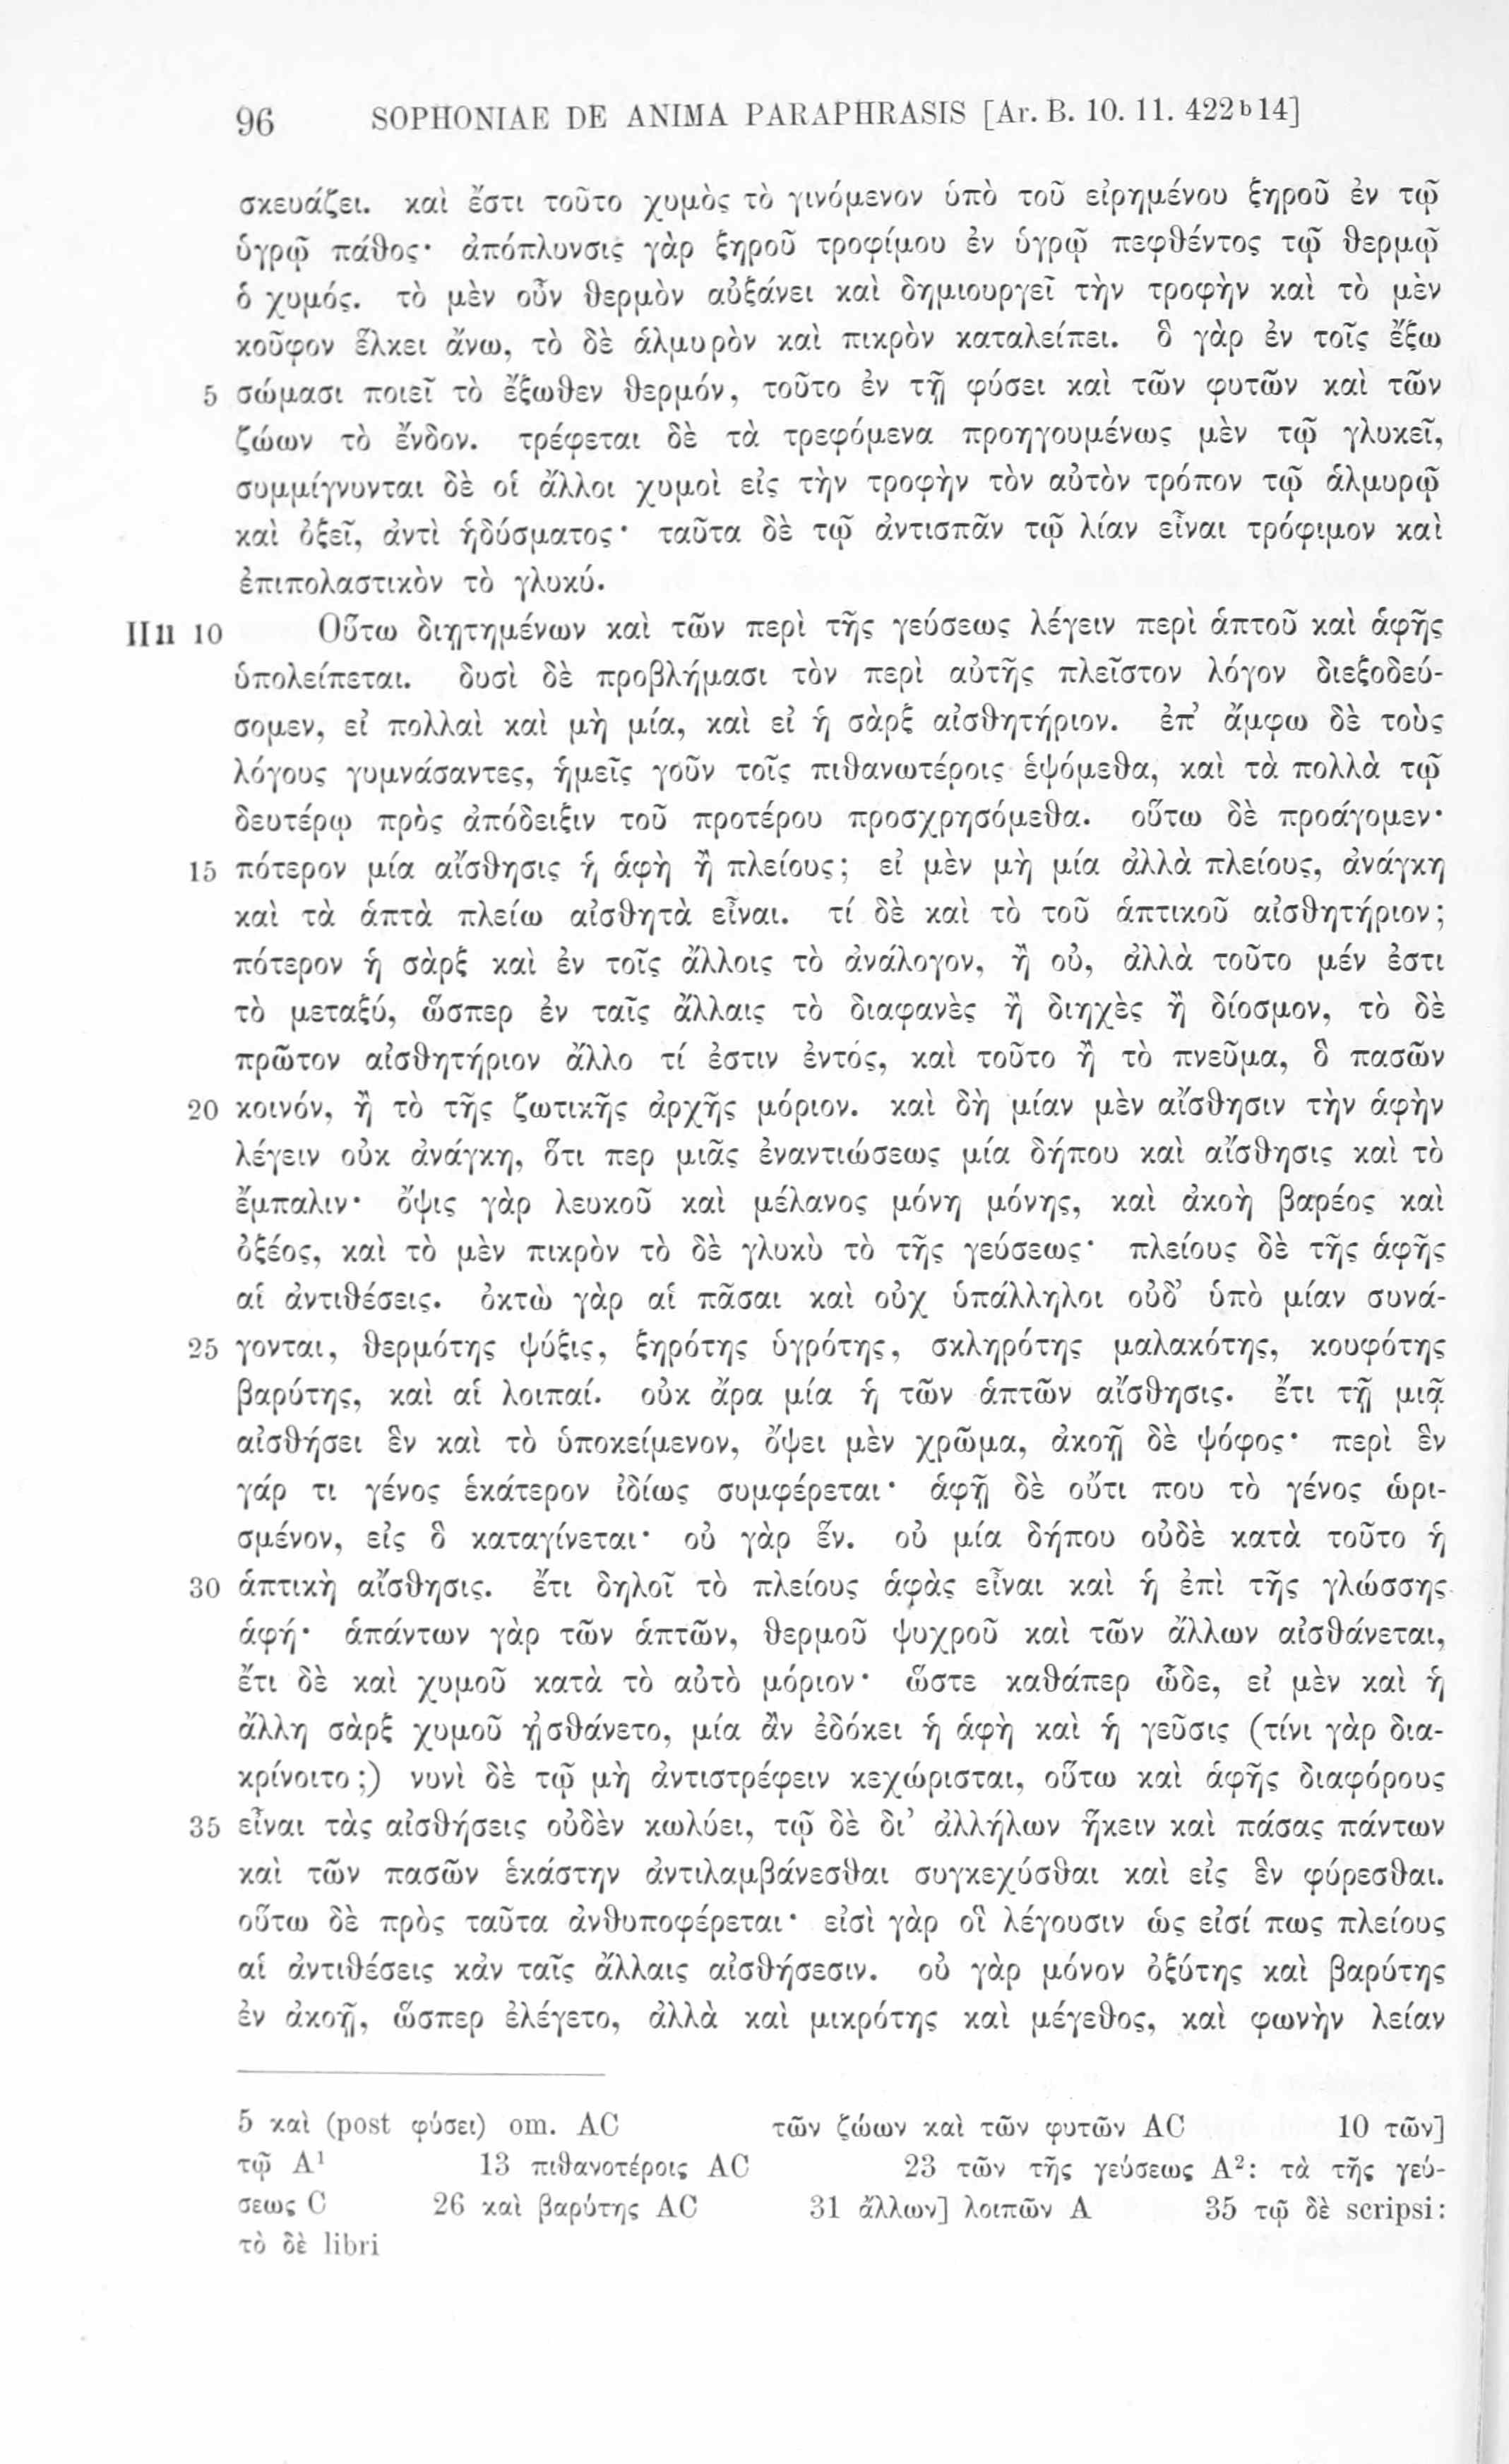 96 SOPHONIAE DE ANIMA PARAPHRASIS [Ar. B. 10. 11. 422b14]
σκευάζει. καὶ ἔστι τοῦτο χυμὸς τὸ γινόμενον ὑπὸ τοῦ εἰρημένου ξηροῦ ἐν τῷ
ὑγρῷ πάθος· ἀπόπλυνσις γὰρ ξηροῦ τροφίμου ἐν ὑγρῷ πεφθέντος τῷ θερμῷ
ὁ χυμός. τὸ μὲν οὖν θερμὸν αὐξάνει καὶ δημιουργεῖ τὴν τροφὴν καὶ τὸ μὲν
κοῦφον ἕλκει ἄνω, τὸ δὲ ἁλμυρὸν καὶ πικρὸν καταλείπει. ὃ γὰρ ἐν τοῖς ἔξω
5 σώμασι ποιεῖ τὸ ἔξωθεν θερμόν, τοῦτο ἐν τῇ φύσει καὶ τῶν φυτῶν καὶ τῶν
ζώων τὸ ἔνδον. τρέφεται δὲ τὰ τρεφόμενα προηγουμένως μὲν τῷ γλυκεῖ,
συμμίγνυνται δὲ οἱ ἄλλοι χυμοὶ εἰς τὴν τροφὴν τὸν αὐτὸν τρόπον τῷ ἁλμυρῷ
καὶ ὀξεῖ, ἀντὶ ἡδύσματος· ταῦτα δὲ τῷ ἀντισπᾶν τῷ λίαν εἶναι τρόφιμον καὶ
ἐπιπολαστικὸν τὸ γλυκύ.
II 11 10 Οὕτω διῃτημένων καὶ τῶν περὶ τῆς γεύσεως λέγειν περὶ ἁπτοῦ καὶ ἁφῆς
ὑπολείπεται. δυσὶ δὲ προβλήμασι τὸν περὶ αὐτῆς πλεῖστον λόγον διεξοδεύ-
σομεν, εἰ πολλαὶ καὶ μὴ μία, καὶ εἰ ἡ σὰρξ αἰσθητήριον. ἐπ’ ἄμφω δὲ τοὺς
λόγους γυμνάσαντες, ἡμεῖς γοῦν τοῖς πιθανωτέροις ἑψόμεθα, καὶ τὰ πολλὰ τῷ
δευτέρῳ πρὸς ἀπόδειξιν τοῦ προτέρου προσχρησόμεθα. οὕτω δὲ προάγομεν·
15 πότερον μία αἴσθησις ἡ ἁφὴ ἢ πλείους; εἰ μὲν μὴ μία ἀλλὰ πλείους, ἀνάγκη
καὶ τὰ ἁπτὰ πλείω αἰσθητὰ εἶναι. τί δὲ καὶ τὸ τοῦ ἁπτικοῦ αἰσθητήριον;
πότερον ἡ σὰρξ καὶ ἐν τοῖς ἄλλοις τὸ ἀνάλογον, ἢ οὐ, ἀλλὰ τοῦτο μέν ἐστι
τὸ μεταξύ, ὥσπερ ἐν ταῖς ἄλλαις τὸ διαφανὲς ἢ διηχὲς ἢ δίοσμον, τὸ δὲ
πρῶτον αἰσθητήριον ἄλλο τί ἐστιν ἐντός, καὶ τοῦτο ἢ τὸ πνεῦμα, ὃ πασῶν
20 κοινόν, ἢ τὸ τῆς ζωτικῆς ἀρχῆς μόριον. καὶ δὴ μίαν μὲν αἴσθησιν τὴν ἁφὴν
λέγειν οὐκ ἀνάγκη, ὅτι περ μιᾶς ἐναντιώσεως μία δήπου καὶ αἴσθησις καὶ τὸ
ἔμπαλιν· ὄψις γὰρ λευκοῦ καὶ μέλανος μόνη μόνης, καὶ ἀκοὴ βαρέος καὶ
ὀξέος, καὶ τὸ μὲν πικρὸν τὸ δὲ γλυκὺ τὸ τῆς γεύσεως· πλείους δὲ τῆς ἁφῆς
αἱ ἀντιθέσεις. ὀκτὼ γὰρ αἱ πᾶσαι καὶ οὐχ ὑπάλληλοι οὐδ’ ὑπὸ μίαν συνά-
25 γονται, θερμότης ψύξις, ξηρότης ὑγρότης, σκληρότης μαλακότης, κουφότης
βαρύτης, καὶ αἱ λοιπαί. οὐκ ἄρα μία ἡ τῶν ἁπτῶν αἴσθησις. ἔτι τῇ μιᾷ
αἰσθήσει ἓν καὶ τὸ ὑποκείμενον, ὄψει μὲν χρῶμα, ἀκοῇ δὲ ψόφος· περὶ ἓν
γάρ τι γένος ἑκάτερον ἰδίως συμφέρεται· ἁφῇ δὲ οὔτι που τὸ γένος ὡρι-
σμένον, εἰς ὃ καταγίνεται· οὐ γὰρ ἕν. οὐ μία δήπου οὐδὲ κατὰ τοῦτο ἡ
30 ἁπτικὴ αἴσθησις. ἔτι δηλοῖ τὸ πλείους ἁφὰς εἶναι καὶ ἡ ἐπὶ τῆς γλώσσης
ἁφή· ἁπάντων γὰρ τῶν ἁπτῶν, θερμοῦ ψυχροῦ καὶ τῶν ἄλλων αἰσθάνεται,
ἔτι δὲ καὶ χυμοῦ κατὰ τὸ αὐτὸ μόριον· ὥστε καθάπερ ὧδε, εἰ μὲν καὶ ἡ
ἄλλη σὰρξ χυμοῦ ᾐσθάνετο, μία ἂν ἐδόκει ἡ ἁφὴ καὶ ἡ γεῦσις (τίνι γὰρ δια-
κρίνοιτο;) νυνὶ δὲ τῷ μὴ ἀντιστρέφειν κεχώρισται, οὕτω καὶ ἁφῆς διαφόρους
35 εἶναι τὰς αἰσθήσεις οὐδὲν κωλύει, τῷ δὲ δι’ ἀλλήλων ἥκειν καὶ πάσας πάντων
καὶ τῶν πασῶν ἑκάστην ἀντιλαμβάνεσθαι συγκεχύσθαι καὶ εἰς ἓν φύρεσθαι.
οὕτω δὲ πρὸς ταῦτα ἀνθυποφέρεται· εἰσὶ γὰρ οἳ λέγουσιν ὡς εἰσί πως πλείους
αἱ ἀντιθέσεις κἀν ταῖς ἄλλαις αἰσθήσεσιν. οὐ γὰρ μόνον ὀξύτης καὶ βαρύτης
ἐν ἀκοῇ, ὥσπερ ἐλέγετο, ἀλλὰ καὶ μικρότης καὶ μέγεθος, καὶ φωνὴν λείαν
5 καὶ (post φύσει) om. AC τῶν ζώων καὶ τῶν φυτῶν AC 10 τῶν]
τῷ A¹ 13 πιθανοτέροις AC 23 τῶν τῆς γεύσεως A²: τὰ τῆς γεύ-
σεως C 26 καὶ βαρύτης AC 31 ἄλλων] λοιπῶν A 35 τῷ δὲ scripsi:
τὸ δὲ libri